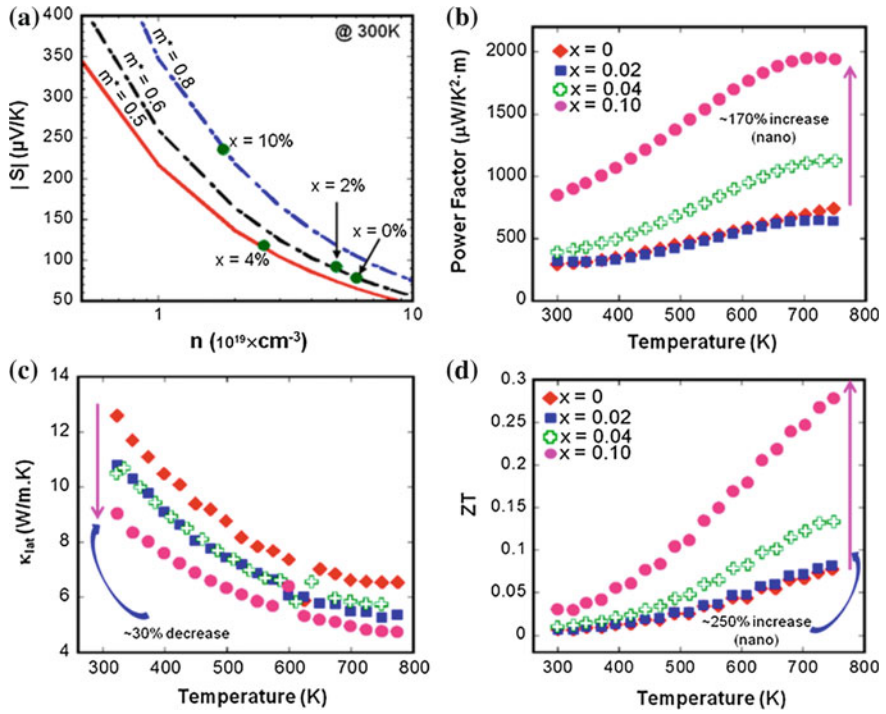 (a)
@ 300K
m* = 0.8
m* = 0.6
m* = 0.5
x = 10%
x = 2%
x = 0%
x = 4%
400
350
300
250
200
150
100
50
|S| (µV/K)
1
10
n (10¹⁹×cm⁻³)
(b)
x = 0
x = 0.02
x = 0.04
x = 0.10
~170% increase
(nano)
2000
1500
1000
500
0
Power Factor (µW/K²·m)
300 400 500 600 700 800
Temperature (K)
(c)
14
12
10
8
6
4
κlat (W/m.K)
~30% decrease
300 400 500 600 700 800
Temperature (K)
(d)
x = 0
x = 0.02
x = 0.04
x = 0.10
~250% increase
(nano)
0.3
0.25
0.2
0.15
0.1
0.05
0
ZT
300 400 500 600 700 800
Temperature (K)